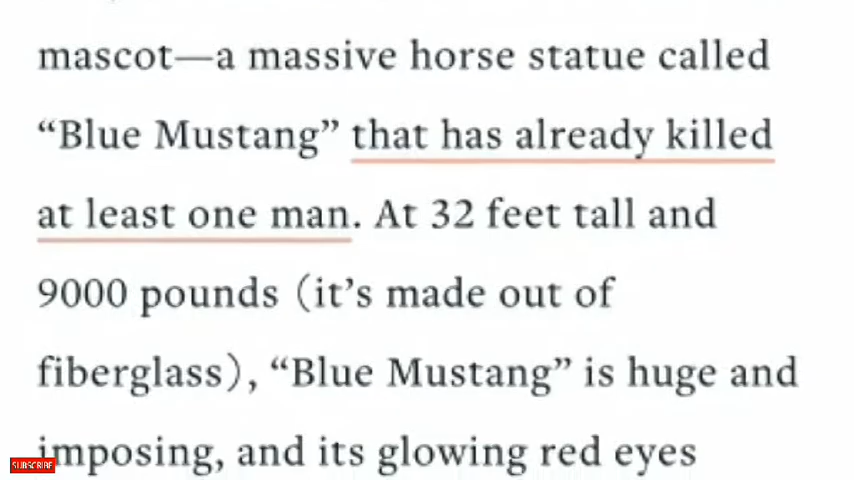 mascot—a massive horse statue called
“Blue Mustang” that has already killed
at least one man. At 32 feet tall and
9000 pounds (it’s made out of
fiberglass), “Blue Mustang” is huge and
imposing, and its glowing red eyes
SUBSCRIBE